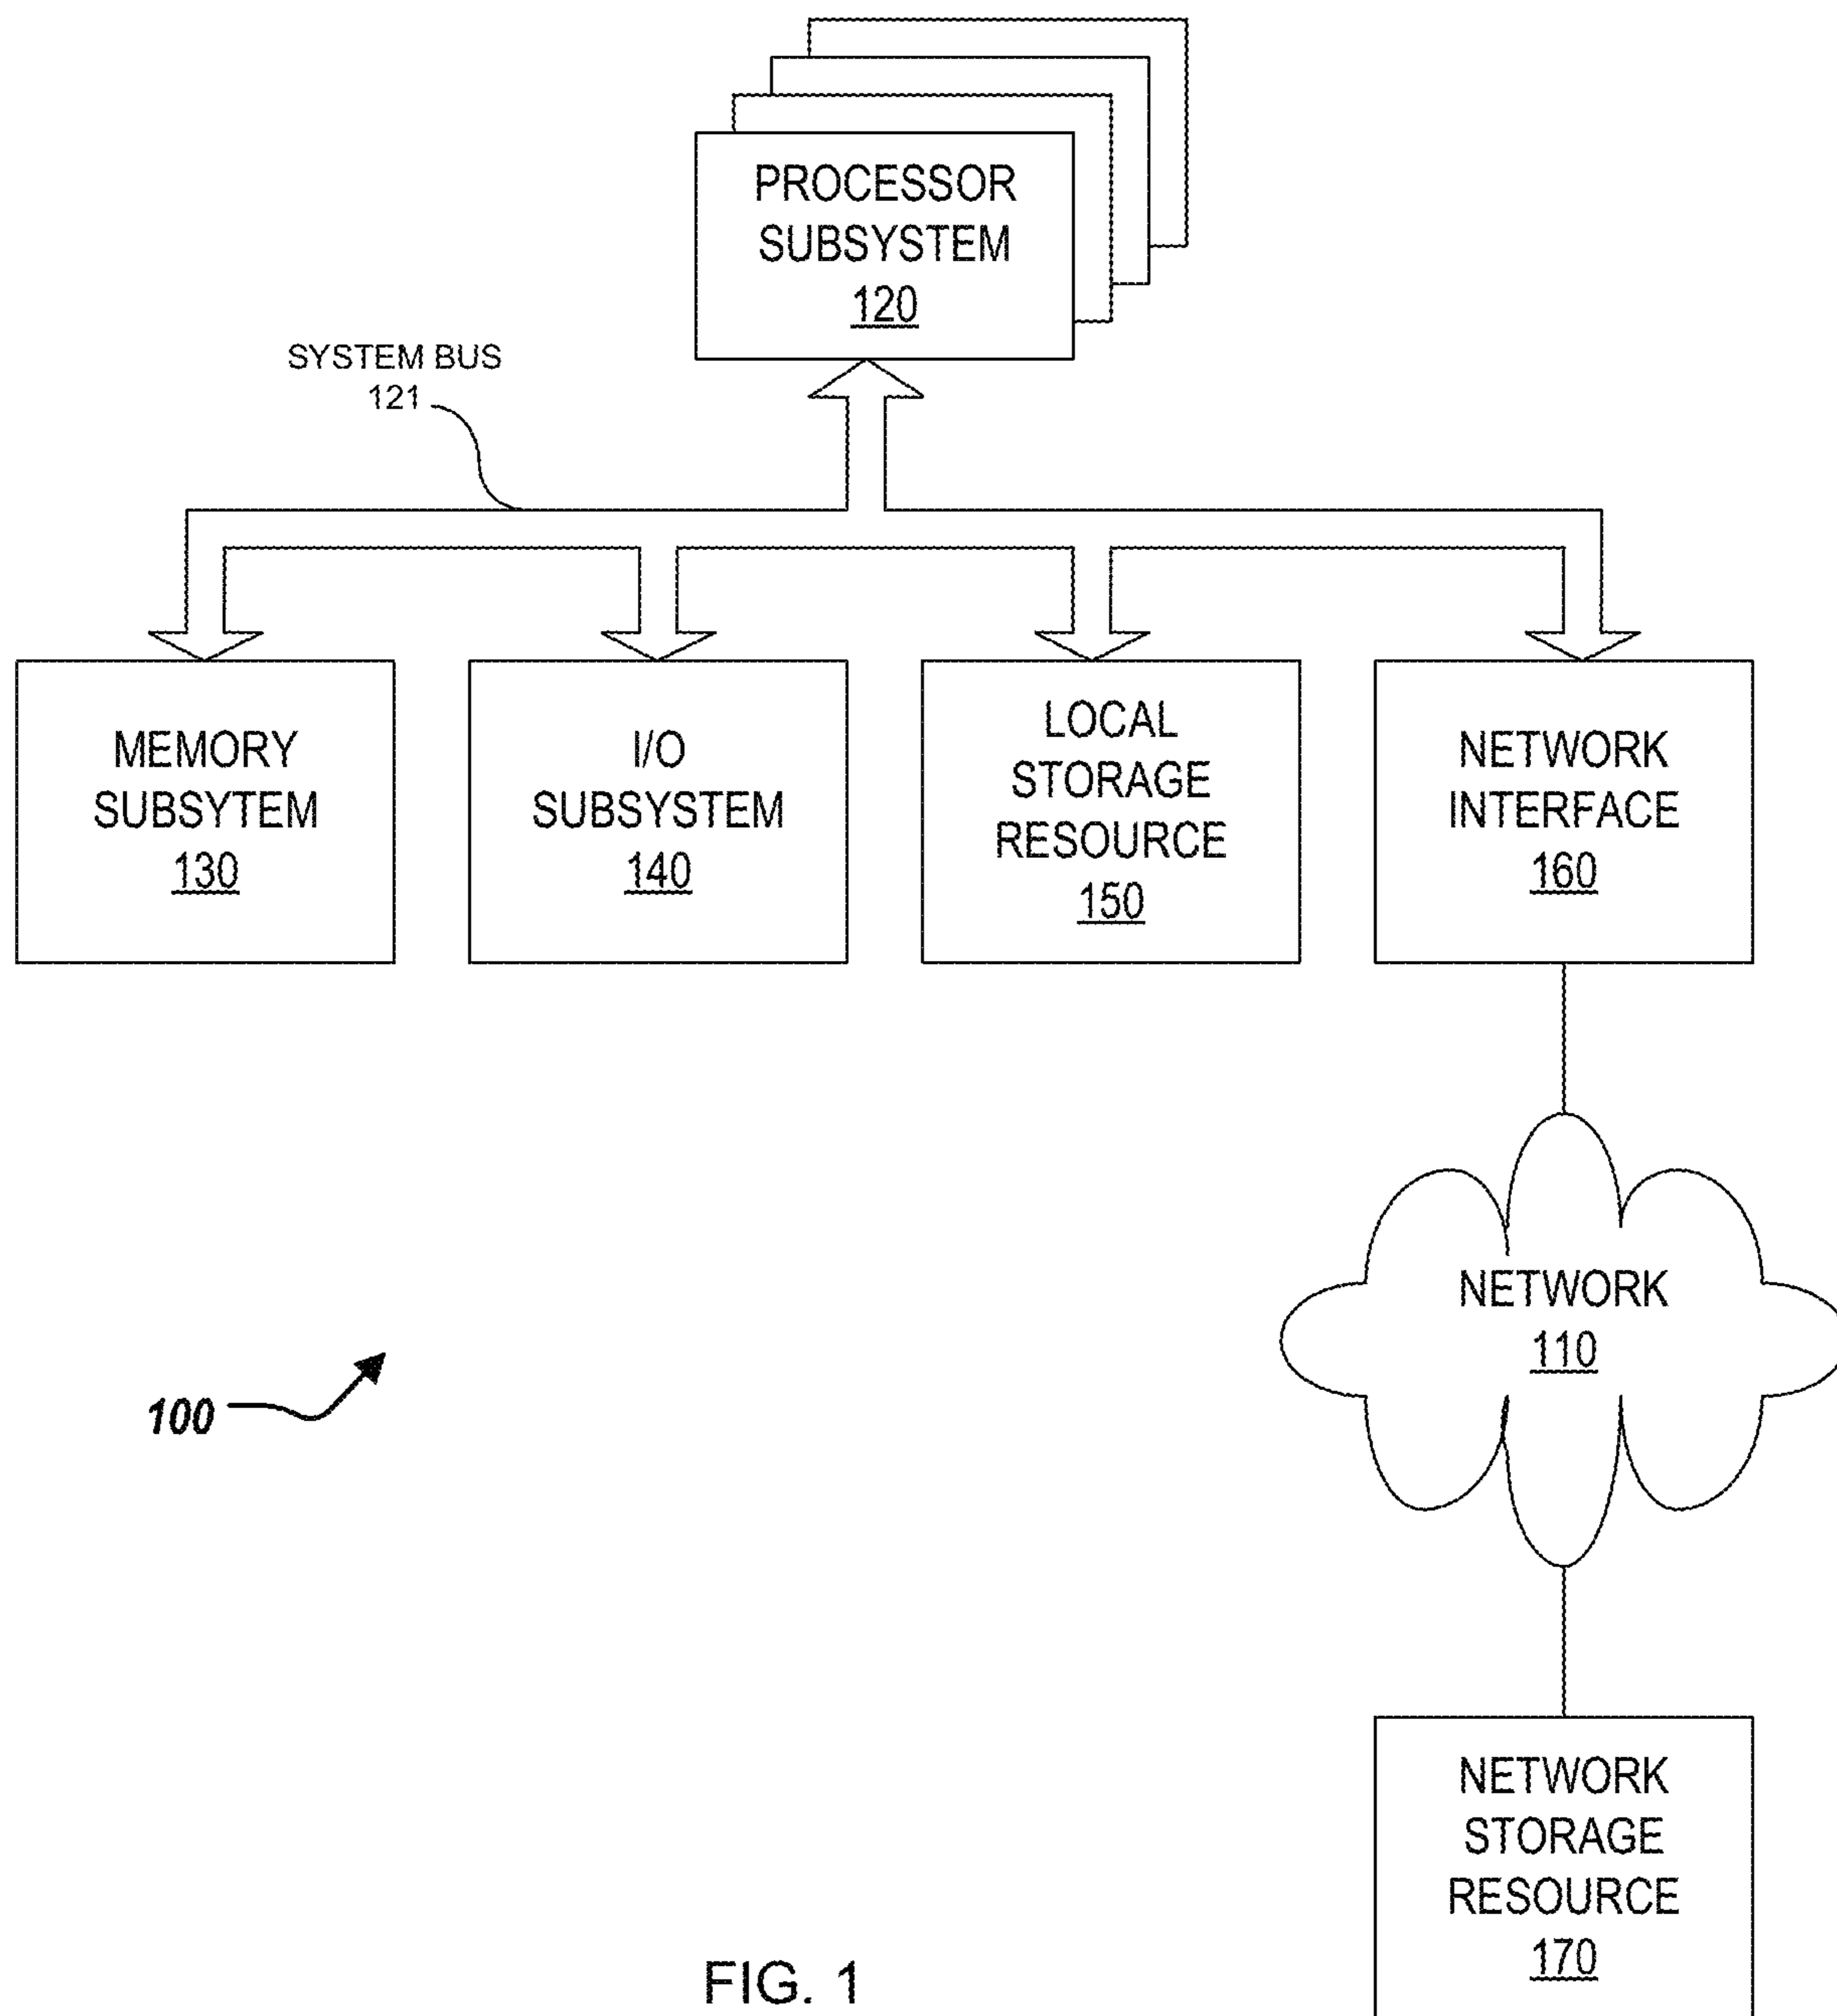 PROCESSOR
SUBSYSTEM
120
SYSTEM BUS
121
MEMORY
SUBSYTEM
130
I/O
SUBSYSTEM
140
LOCAL
STORAGE
RESOURCE
150
NETWORK
INTERFACE
160
NETWORK
110
100
NETWORK
STORAGE
RESOURCE
170
FIG. 1